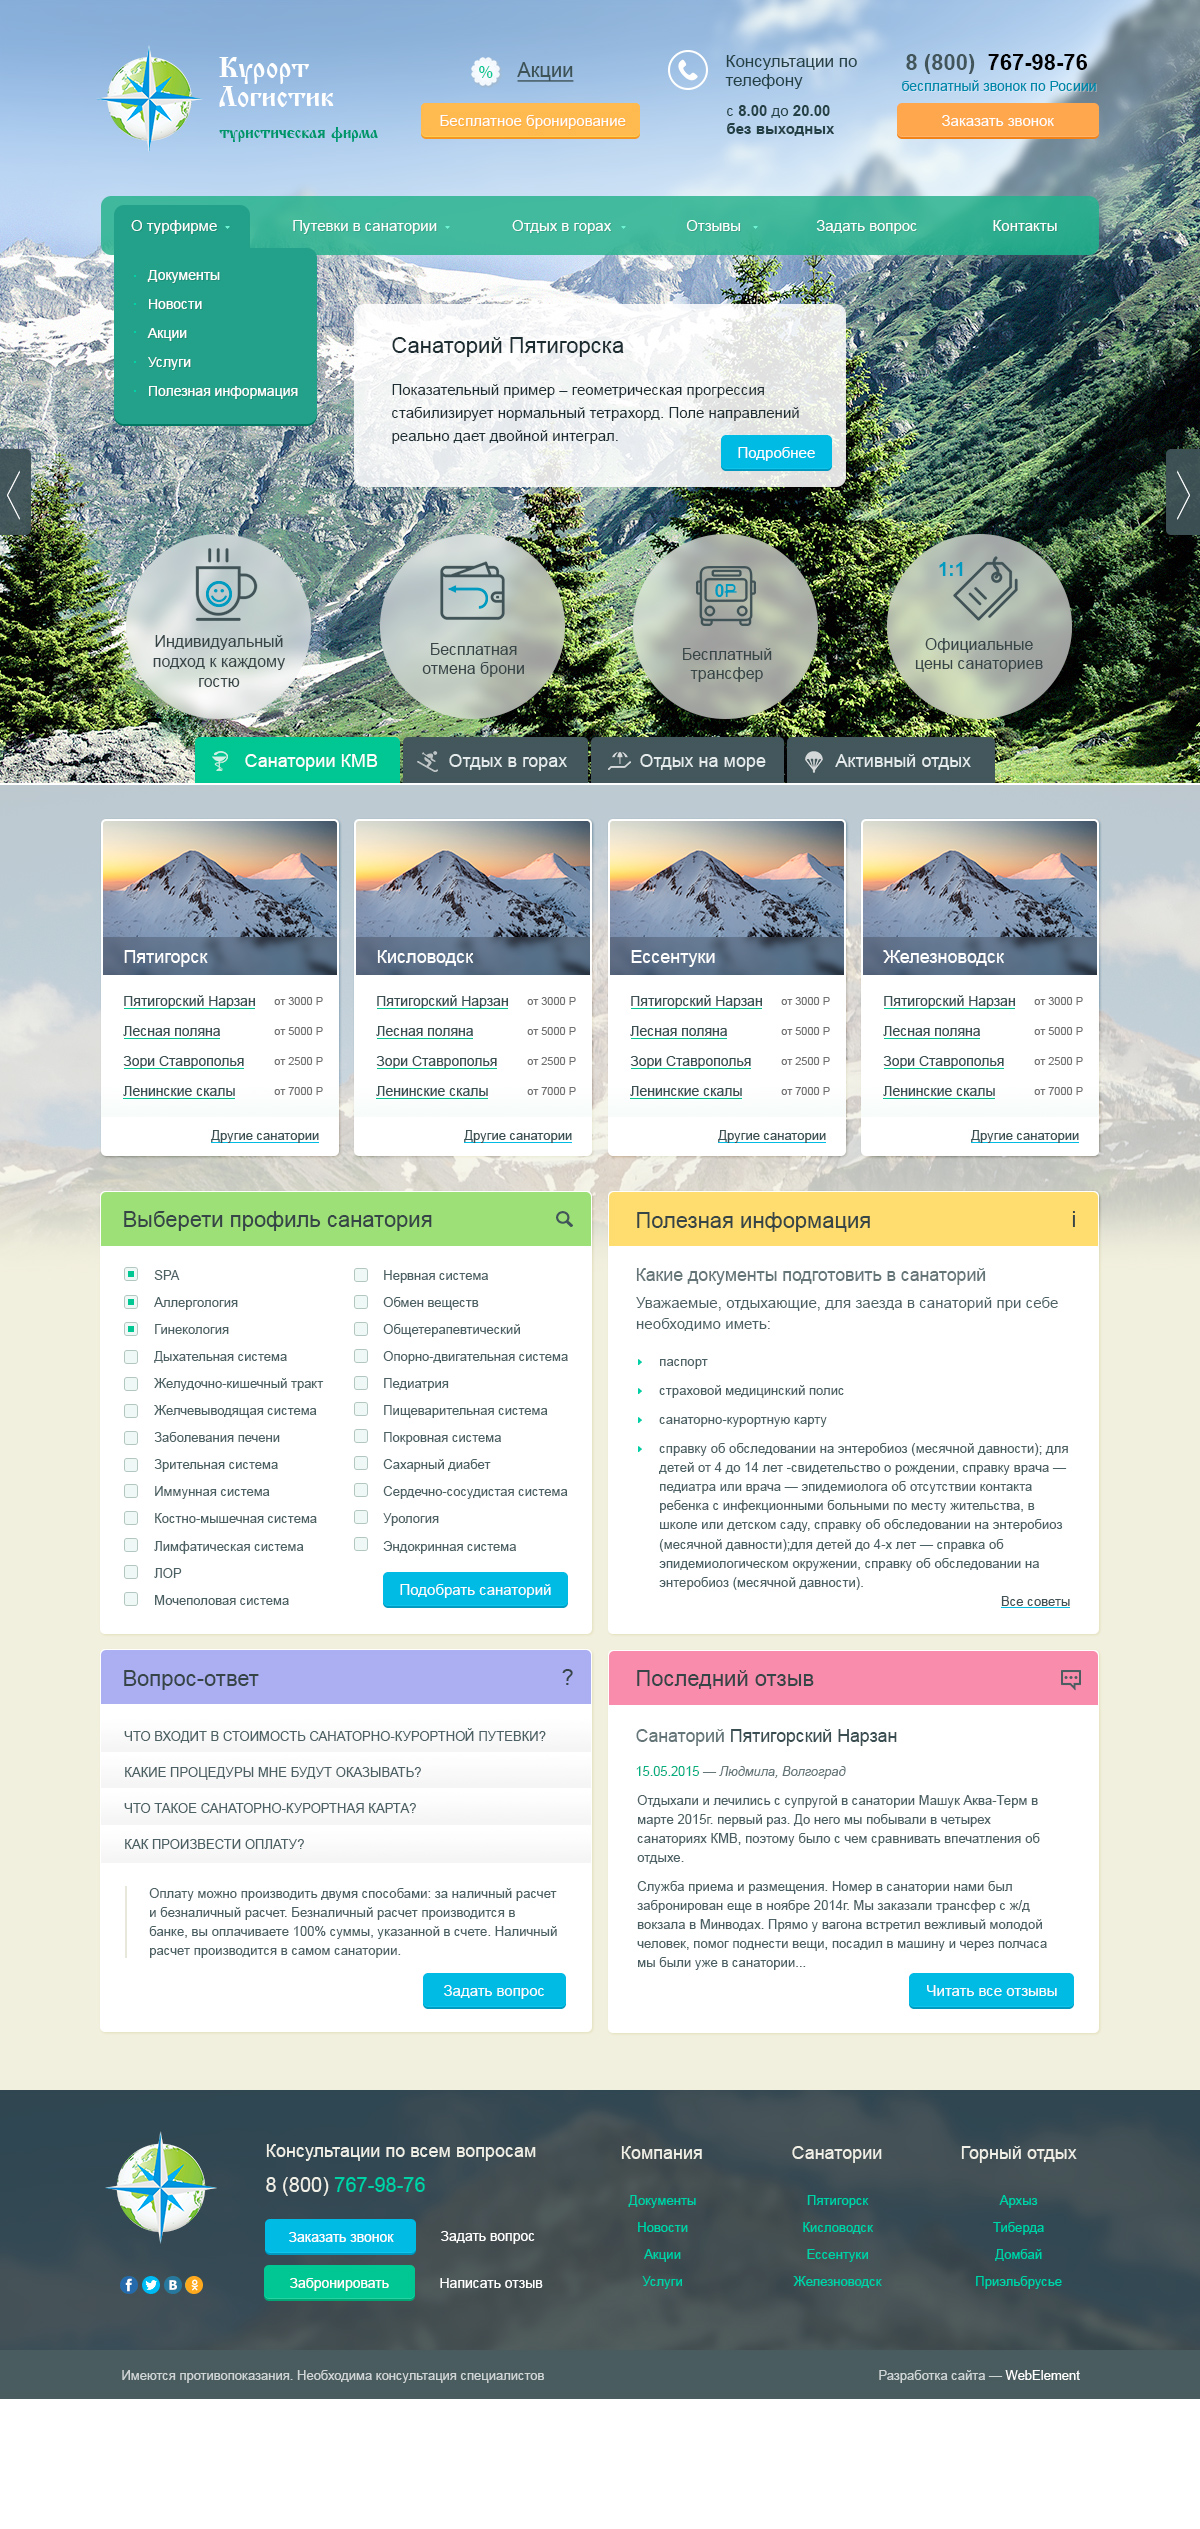 Курорт
Логистик
туристическая фирма
%
Акции
Бесплатное бронирование
Консультации по
телефону
с 8.00 до 20.00
без выходных
8 (800) 767-98-76
бесплатный звонок по Росиии
Заказать звонок
О турфирме
Путевки в санатории
Отдых в горах
Отзывы
Задать вопрос
Контакты
Документы
Новости
Акции
Услуги
Полезная информация
Санаторий Пятигорска
Показательный пример – геометрическая прогрессия
стабилизирует нормальный тетрахорд. Поле направлений
реально дает двойной интеграл.
Подробнее
Индивидуальный
подход к каждому
гостю
Бесплатная
отмена брони
0Р
Бесплатный
трансфер
1:1
Официальные
цены санаториев
Санатории КМВ
Отдых в горах
Отдых на море
Активный отдых
Пятигорск
Пятигорский Нарзан от 3000 Р
Лесная поляна от 5000 Р
Зори Ставрополья от 2500 Р
Ленинские скалы от 7000 Р
Другие санатории
Кисловодск
Пятигорский Нарзан от 3000 Р
Лесная поляна от 5000 Р
Зори Ставрополья от 2500 Р
Ленинские скалы от 7000 Р
Другие санатории
Ессентуки
Пятигорский Нарзан от 3000 Р
Лесная поляна от 5000 Р
Зори Ставрополья от 2500 Р
Ленинские скалы от 7000 Р
Другие санатории
Железноводск
Пятигорский Нарзан от 3000 Р
Лесная поляна от 5000 Р
Зори Ставрополья от 2500 Р
Ленинские скалы от 7000 Р
Другие санатории
Выберети профиль санатория
SPA
Аллергология
Гинекология
Дыхательная система
Желудочно-кишечный тракт
Желчевыводящая система
Заболевания печени
Зрительная система
Иммунная система
Костно-мышечная система
Лимфатическая система
ЛОР
Мочеполовая система
Нервная система
Обмен веществ
Общетерапевтический
Опорно-двигательная система
Педиатрия
Пищеварительная система
Покровная система
Сахарный диабет
Сердечно-сосудистая система
Урология
Эндокринная система
Подобрать санаторий
Полезная информация
i
Какие документы подготовить в санаторий
Уважаемые, отдыхающие, для заезда в санаторий при себе
необходимо иметь:
паспорт
страховой медицинский полис
санаторно-курортную карту
справку об обследовании на энтеробиоз (месячной давности); для
детей от 4 до 14 лет -свидетельство о рождении, справку врача —
педиатра или врача — эпидемиолога об отсутствии контакта
ребенка с инфекционными больными по месту жительства, в
школе или детском саду, справку об обследовании на энтеробиоз
(месячной давности);для детей до 4-х лет — справка об
эпидемиологическом окружении, справку об обследовании на
энтеробиоз (месячной давности).
Все советы
Вопрос-ответ
?
ЧТО ВХОДИТ В СТОИМОСТЬ САНАТОРНО-КУРОРТНОЙ ПУТЕВКИ?
КАКИЕ ПРОЦЕДУРЫ МНЕ БУДУТ ОКАЗЫВАТЬ?
ЧТО ТАКОЕ САНАТОРНО-КУРОРТНАЯ КАРТА?
КАК ПРОИЗВЕСТИ ОПЛАТУ?
Оплату можно производить двумя способами: за наличный расчет
и безналичный расчет. Безналичный расчет производится в
банке, вы оплачиваете 100% суммы, указанной в счете. Наличный
расчет производится в самом санатории.
Задать вопрос
Последний отзыв
Санаторий Пятигорский Нарзан
15.05.2015 — Людмила, Волгоград
Отдыхали и лечились с супругой в санатории Машук Аква-Терм в
марте 2015г. первый раз. До него мы побывали в четырех
санаториях КМВ, поэтому было с чем сравнивать впечатления об
отдыхе.
Служба приема и размещения. Номер в санатории нами был
забронирован еще в ноябре 2014г. Мы заказали трансфер с ж/д
вокзала в Минводах. Прямо у вагона встретил вежливый молодой
человек, помог поднести вещи, посадил в машину и через полчаса
мы были уже в санатории...
Читать все отзывы
Консультации по всем вопросам
8 (800) 767-98-76
Заказать звонок
Задать вопрос
Забронировать
Написать отзыв
Компания
Документы
Новости
Акции
Услуги
Санатории
Пятигорск
Кисловодск
Ессентуки
Железноводск
Горный отдых
Архыз
Тиберда
Домбай
Приэльбрусье
Имеются противопоказания. Необходима консультация специалистов
Разработка сайта — WebElement